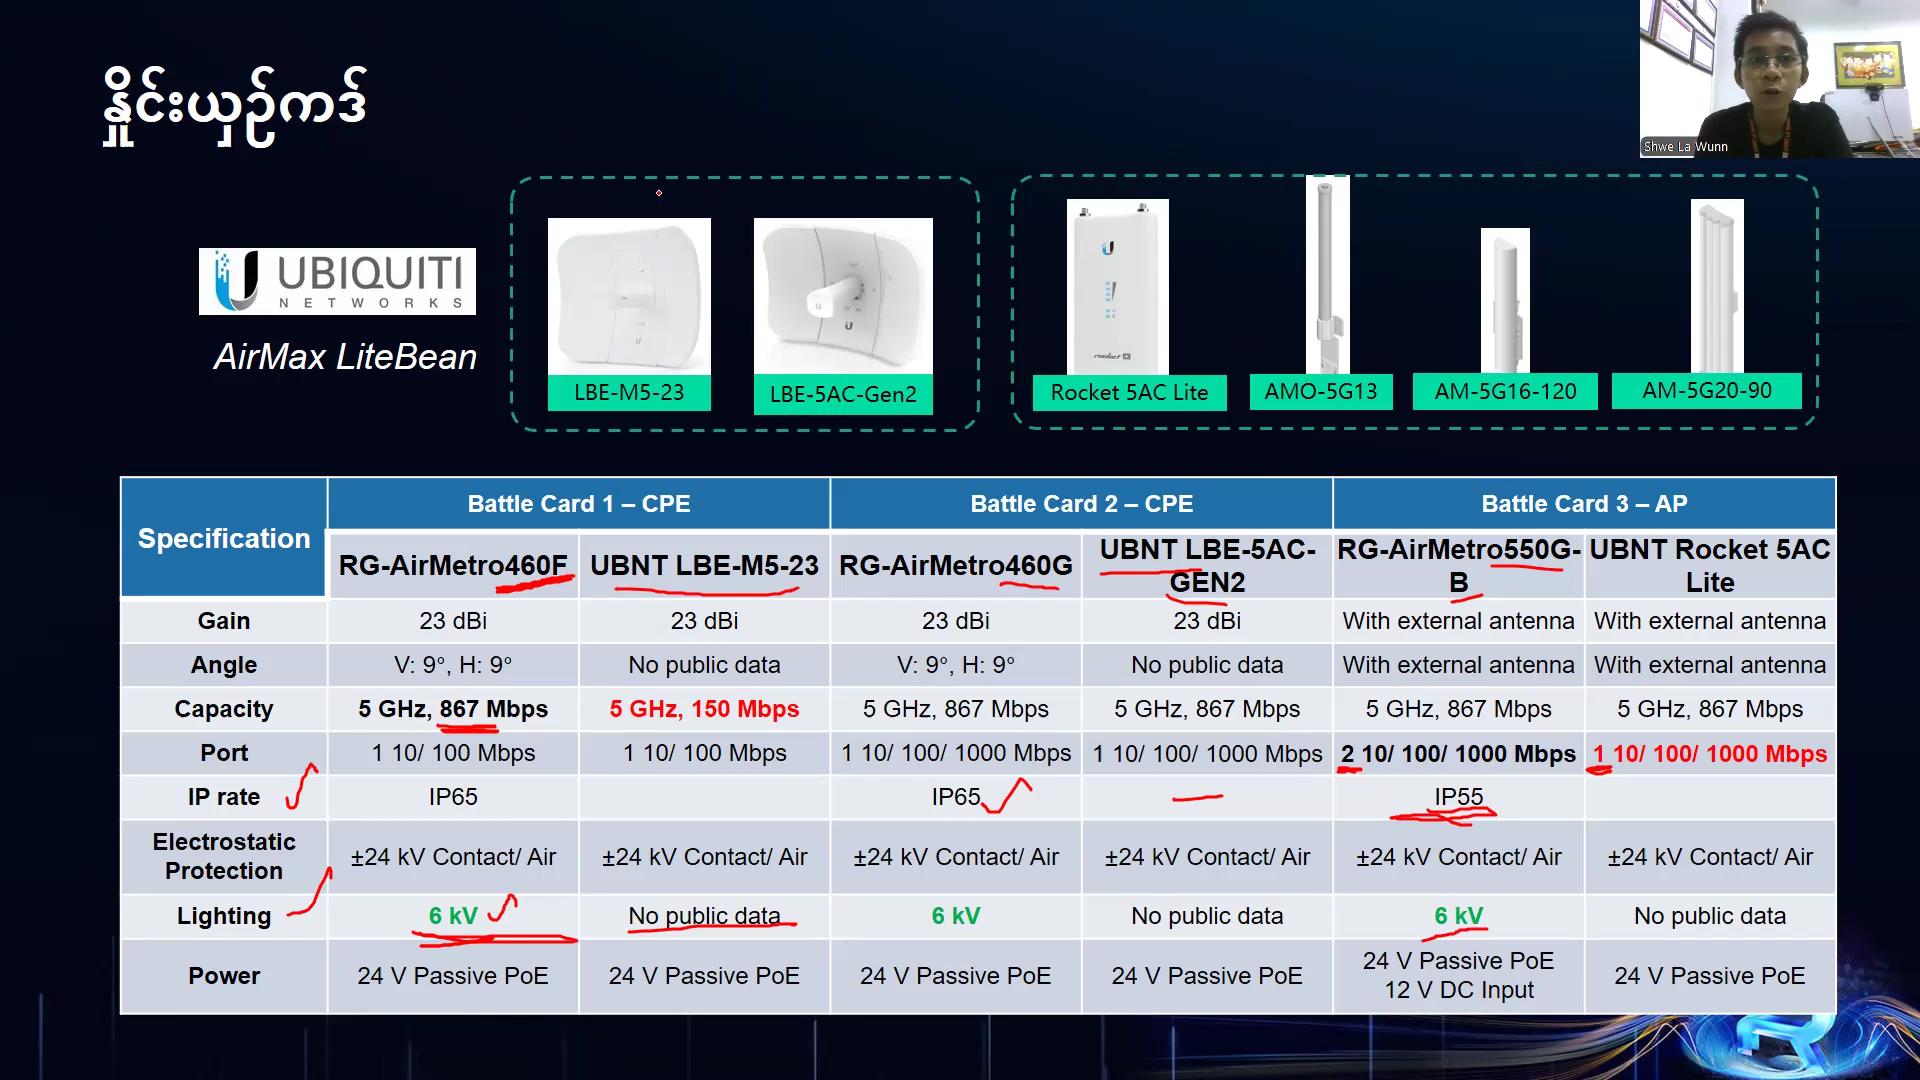 နှိုင်းယှဉ်ကဒ်
Shwe La Wunn
UBIQUITI
NETWORKS
AirMax LiteBean
LBE-M5-23
LBE-5AC-Gen2
Rocket 5AC Lite
AMO-5G13
AM-5G16-120
AM-5G20-90
Specification
Battle Card 1 – CPE
Battle Card 2 – CPE
Battle Card 3 – AP
RG-AirMetro460F
UBNT LBE-M5-23
RG-AirMetro460G
UBNT LBE-5AC-
GEN2
RG-AirMetro550G-
B
UBNT Rocket 5AC
Lite
Gain
23 dBi
23 dBi
23 dBi
23 dBi
With external antenna
With external antenna
Angle
V: 9°, H: 9°
No public data
V: 9°, H: 9°
No public data
With external antenna
With external antenna
Capacity
5 GHz, 867 Mbps
5 GHz, 150 Mbps
5 GHz, 867 Mbps
5 GHz, 867 Mbps
5 GHz, 867 Mbps
5 GHz, 867 Mbps
Port
1 10/ 100 Mbps
1 10/ 100 Mbps
1 10/ 100/ 1000 Mbps
1 10/ 100/ 1000 Mbps
2 10/ 100/ 1000 Mbps
1 10/ 100/ 1000 Mbps
IP rate
IP65
IP65
IP55
Electrostatic
Protection
±24 kV Contact/ Air
±24 kV Contact/ Air
±24 kV Contact/ Air
±24 kV Contact/ Air
±24 kV Contact/ Air
±24 kV Contact/ Air
Lighting
6 kV
No public data
6 kV
No public data
6 kV
No public data
Power
24 V Passive PoE
24 V Passive PoE
24 V Passive PoE
24 V Passive PoE
24 V Passive PoE
12 V DC Input
24 V Passive PoE